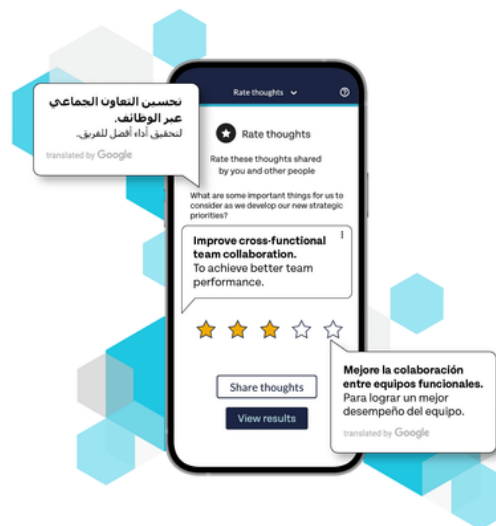 تحسين التعاون الجماعي
عبر الوظائف.
لتحقيق أداء أفضل للفريق.
translated by Google
Rate thoughts
Rate thoughts
Rate these thoughts shared
by you and other people
What are some important things for us to
consider as we develop our new strategic
priorities?
Improve cross-functional
team collaboration.
To achieve better team
performance.
Share thoughts
View results
Mejore la colaboración
entre equipos funcionales.
Para lograr un mejor
desempeño del equipo.
translated by Google